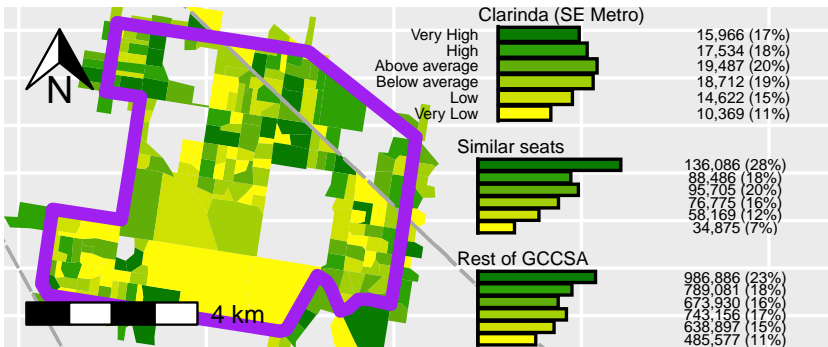 Clarinda (SE Metro)
Very High 15,966 (17%)
High 17,534 (18%)
Above average 19,487 (20%)
Below average 18,712 (19%)
Low 14,622 (15%)
Very Low 10,369 (11%)
Similar seats
136,086 (28%)
88,486 (18%)
95,705 (20%)
76,775 (16%)
58,169 (12%)
34,875 (7%)
Rest of GCCSA
986,886 (23%)
789,081 (18%)
673,930 (16%)
743,156 (17%)
638,897 (15%)
485,577 (11%)
N
4 km